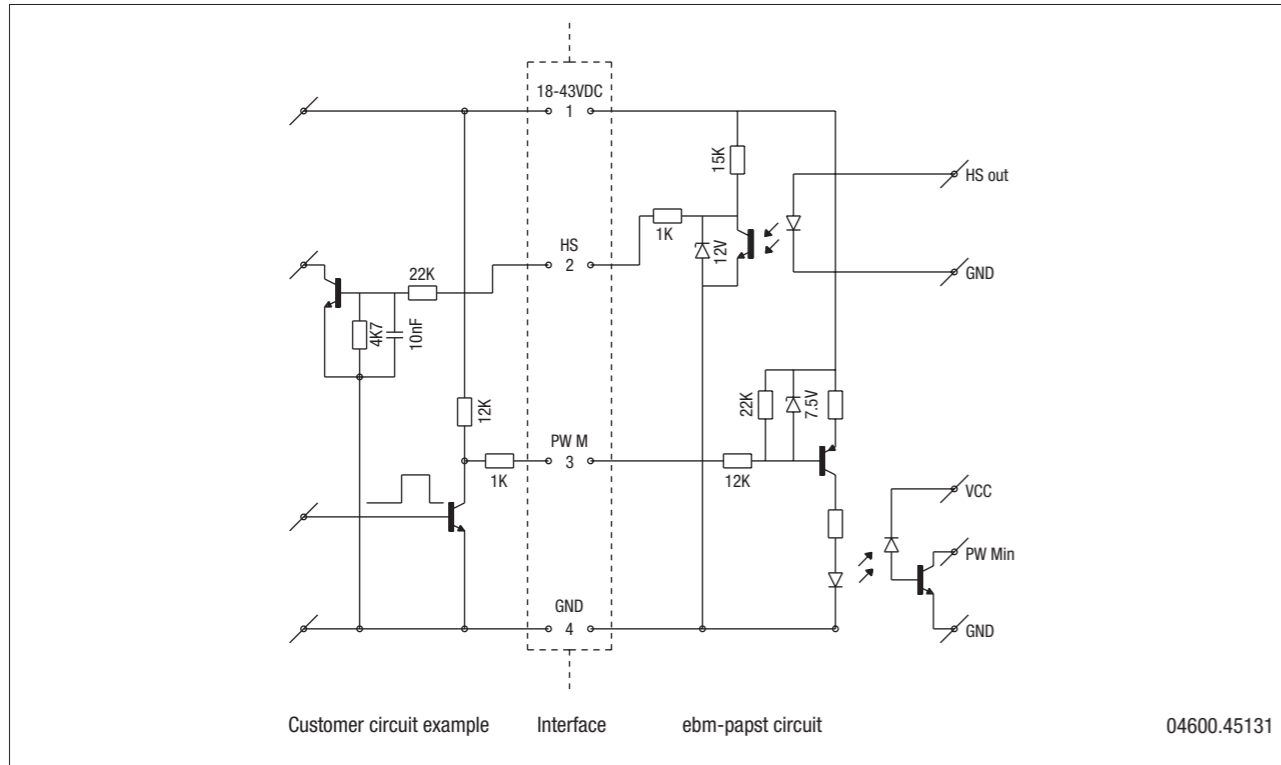 18-43VDC
1
15K
HS out
1K
12V
HS
2
22K
GND
4K7
10nF
12K
22K
7.5V
PW M
3
1K
12K
VCC
PW Min
GND
4
GND
Customer circuit example
Interface
ebm-papst circuit
04600.45131